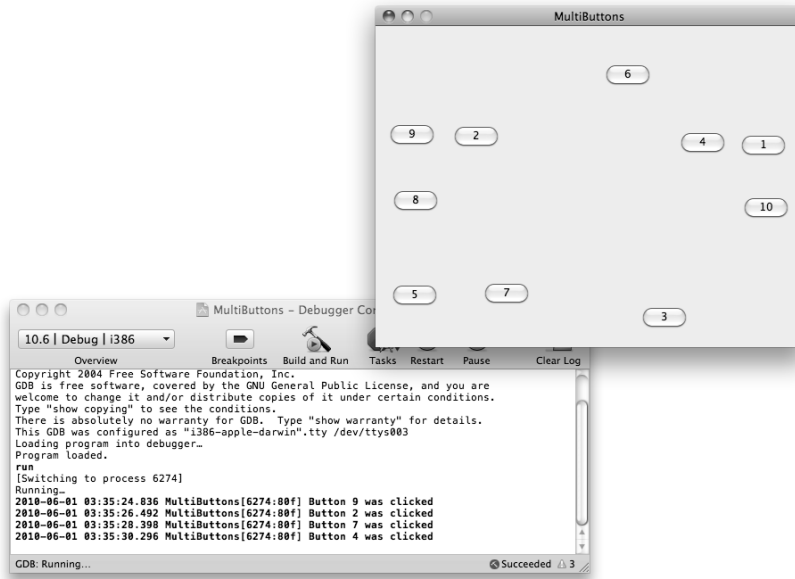 MultiButtons
6
9
2
4
1
8
10
5
7
3
MultiButtons – Debugger Con
10.6 | Debug | i386
Overview
Breakpoints
Build and Run
Tasks
Restart
Pause
Clear Log
Copyright 2004 Free Software Foundation, Inc.
GDB is free software, covered by the GNU General Public License, and you are
welcome to change it and/or distribute copies of it under certain conditions.
Type "show copying" to see the conditions.
There is absolutely no warranty for GDB.  Type "show warranty" for details.
This GDB was configured as "i386-apple-darwin".tty /dev/ttys003
Loading program into debugger…
Program loaded.
run
[Switching to process 6274]
Running…
2010-06-01 03:35:24.836 MultiButtons[6274:80f] Button 9 was clicked
2010-06-01 03:35:26.492 MultiButtons[6274:80f] Button 2 was clicked
2010-06-01 03:35:28.398 MultiButtons[6274:80f] Button 7 was clicked
2010-06-01 03:35:30.296 MultiButtons[6274:80f] Button 4 was clicked
GDB: Running...
Succeeded
3